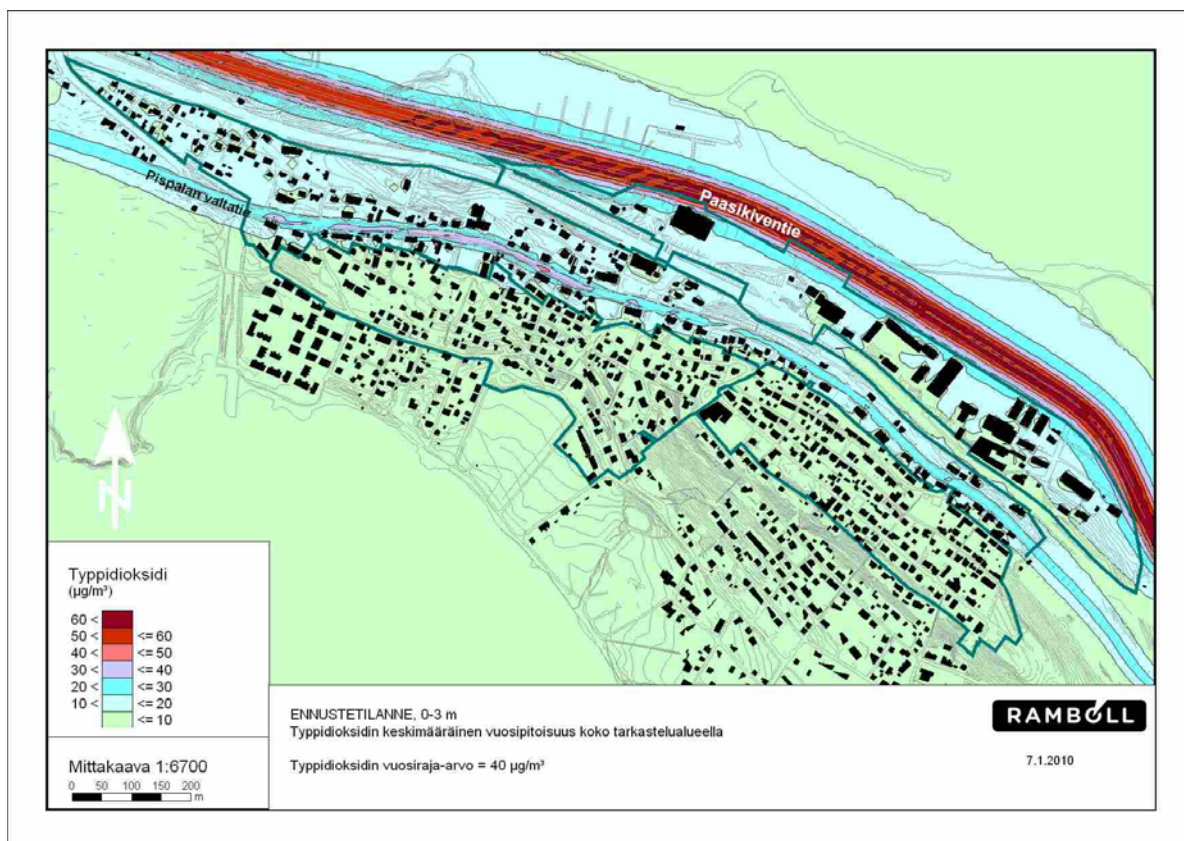 Pispalan valtatie
Paasikiventie
N
Typpidioksidi
(µg/m³)
60 <
50 < <= 60
40 < <= 50
30 < <= 40
20 < <= 30
10 < <= 20
<= 10
Mittakaava 1:6700
0 50 100 150 200
m
ENNUSTETILANNE, 0-3 m
Typpidioksidin keskimääräinen vuosipitoisuus koko tarkastelualueella
Typpidioksidin vuosiraja-arvo = 40 µg/m³
RAMBØLL
7.1.2010